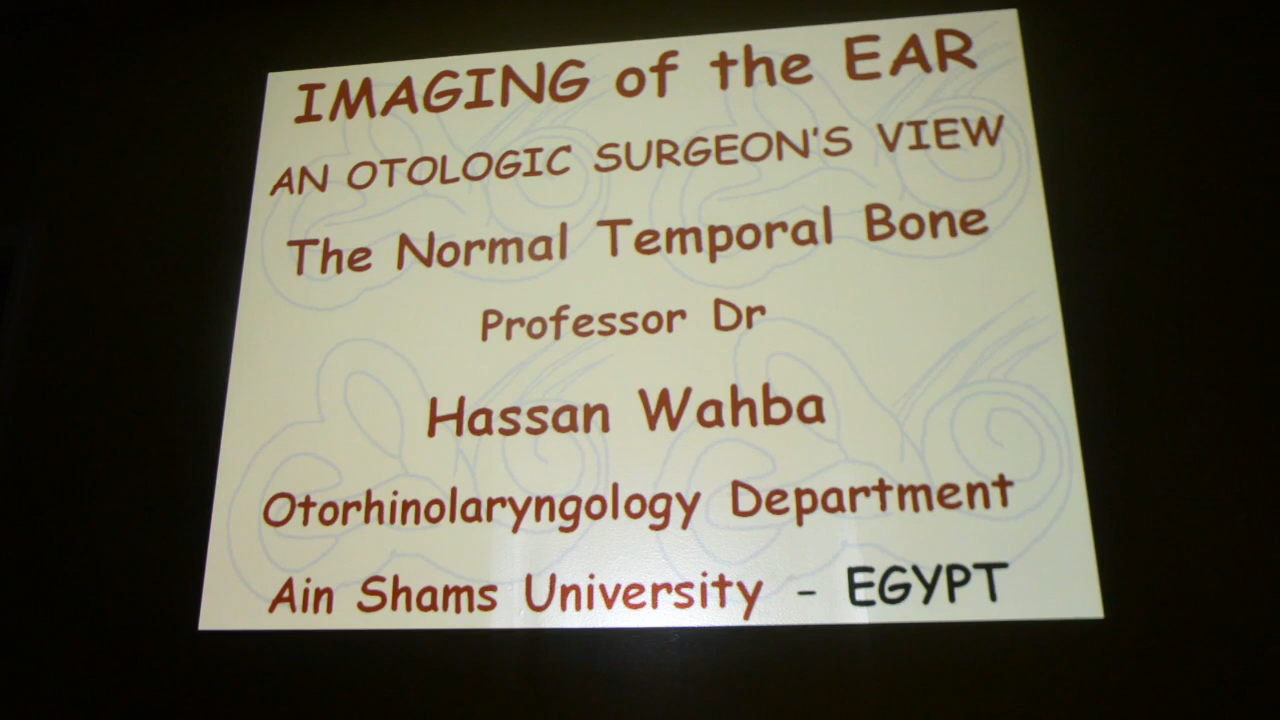 IMAGING of the EAR
AN OTOLOGIC SURGEON'S VIEW
The Normal Temporal Bone
Professor Dr
Hassan Wahba
Otorhinolaryngology Department
Ain Shams University - EGYPT